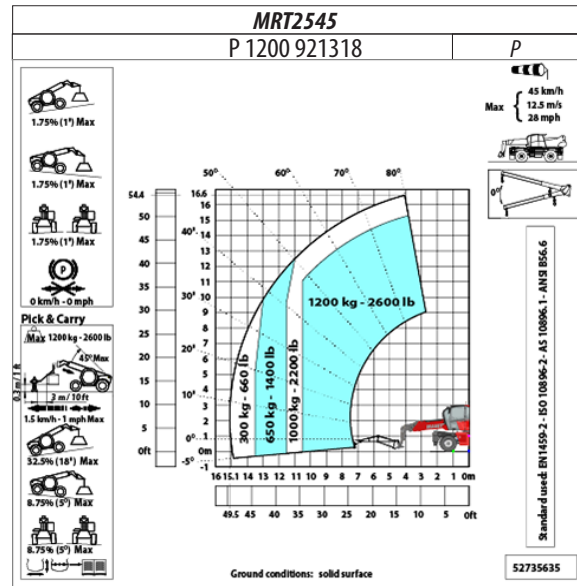 MRT2545
P 1200 921318
P
1.75% (1°) Max
1.75% (1°) Max
1.75% (1°) Max
P
0 km/h - 0 mph
Pick & Carry
Max 1200 kg - 2600 lb
45° Max
0.3 m / 1 ft
3 m / 10 ft
1.5 km/h - 1 mph Max
32.5% (18°) Max
8.75% (5°) Max
8.75% (5°) Max
Max
45 km/h
12.5 m/s
28 mph
0°
50° 60° 70° 80°
40°
30°
20°
10°
0°
-5°
54.4
50
45
40
35
30
25
20
15
10
5
0ft
16.6
16
15
14
13
12
11
10
9
8
7
6
5
4
3
2
1
0m
-1
300 kg - 660 lb
650 kg - 1400 lb
1000 kg - 2200 lb
1200 kg - 2600 lb
16 15.1 14 13 12 11 10 9 8 7 6 5 4 3 2 1 0m
49.5 45 40 35 30 25 20 15 10 5 0ft
Standard used: EN1459-2 - ISO 10896-2 - AS 10896.1 - ANSI B56.6
Ground conditions: solid surface
52735635